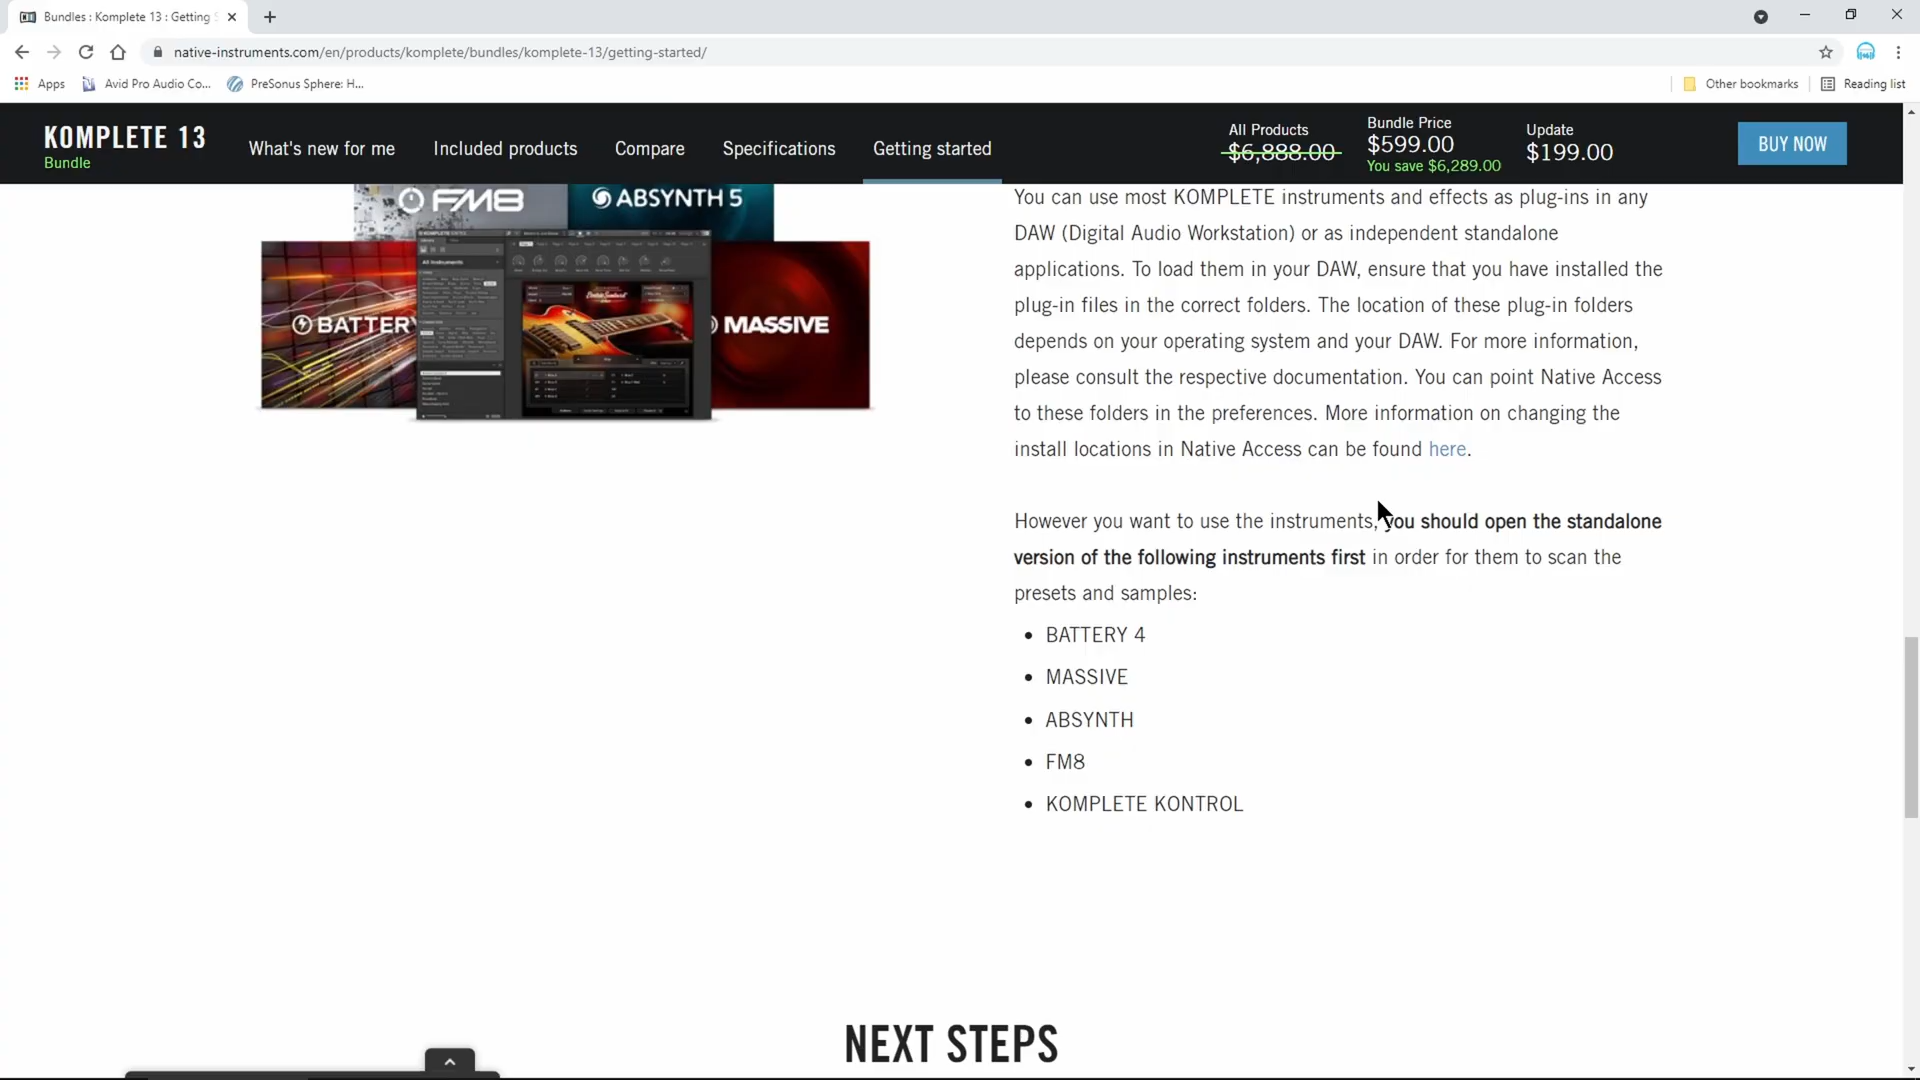 Bundles : Komplete 13 : Getting S
native-instruments.com/en/products/komplete/bundles/komplete-13/getting-started/
Apps
Avid Pro Audio Co...
PreSonus Sphere: H...
Other bookmarks
Reading list
KOMPLETE 13
Bundle
What's new for me
Included products
Compare
Specifications
Getting started
All Products
$6,888.00
Bundle Price
$599.00
You save $6,289.00
Update
$199.00
BUY NOW
FM8
ABSYNTH 5
BATTERY
MASSIVE
All Instruments
You can use most KOMPLETE instruments and effects as plug-ins in any
DAW (Digital Audio Workstation) or as independent standalone
applications. To load them in your DAW, ensure that you have installed the
plug-in files in the correct folders. The location of these plug-in folders
depends on your operating system and your DAW. For more information,
please consult the respective documentation. You can point Native Access
to these folders in the preferences. More information on changing the
install locations in Native Access can be found here.
However you want to use the instruments, you should open the standalone
version of the following instruments first in order for them to scan the
presets and samples:
• BATTERY 4
• MASSIVE
• ABSYNTH
• FM8
• KOMPLETE KONTROL
NEXT STEPS